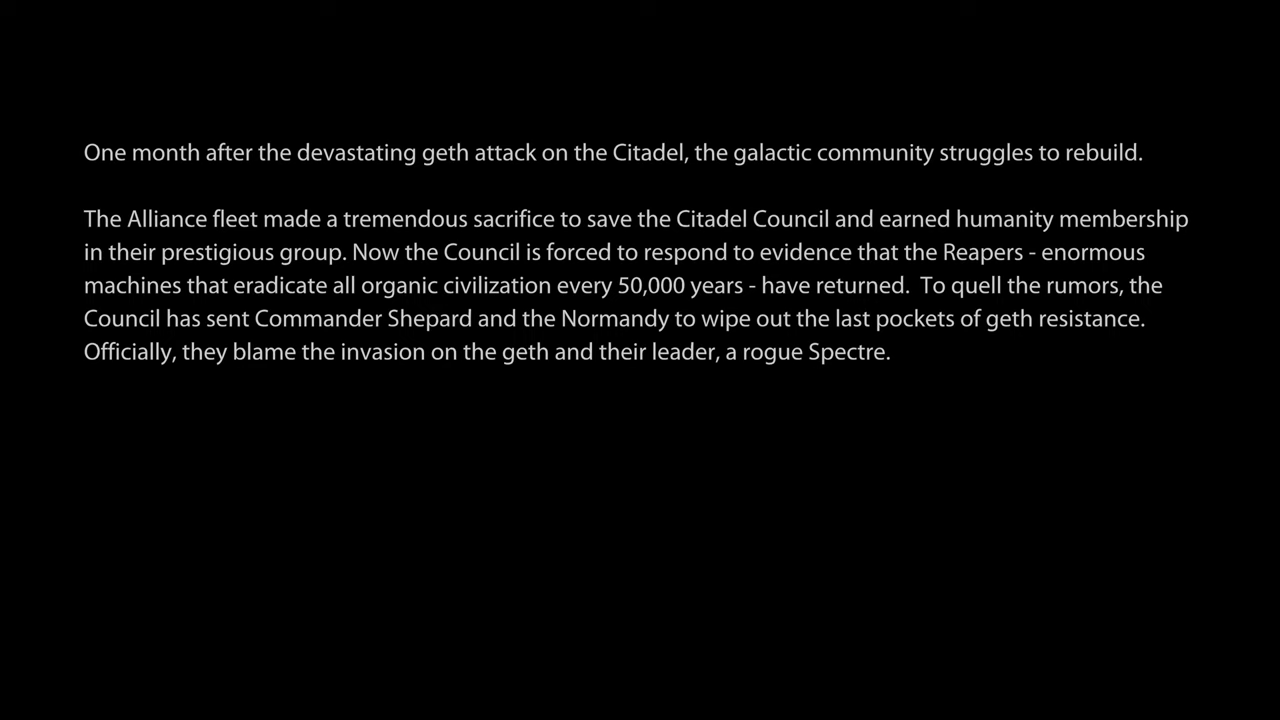 One month after the devastating geth attack on the Citadel, the galactic community struggles to rebuild.
The Alliance fleet made a tremendous sacrifice to save the Citadel Council and earned humanity membership
in their prestigious group. Now the Council is forced to respond to evidence that the Reapers - enormous
machines that eradicate all organic civilization every 50,000 years - have returned.  To quell the rumors, the
Council has sent Commander Shepard and the Normandy to wipe out the last pockets of geth resistance.
Officially, they blame the invasion on the geth and their leader, a rogue Spectre.